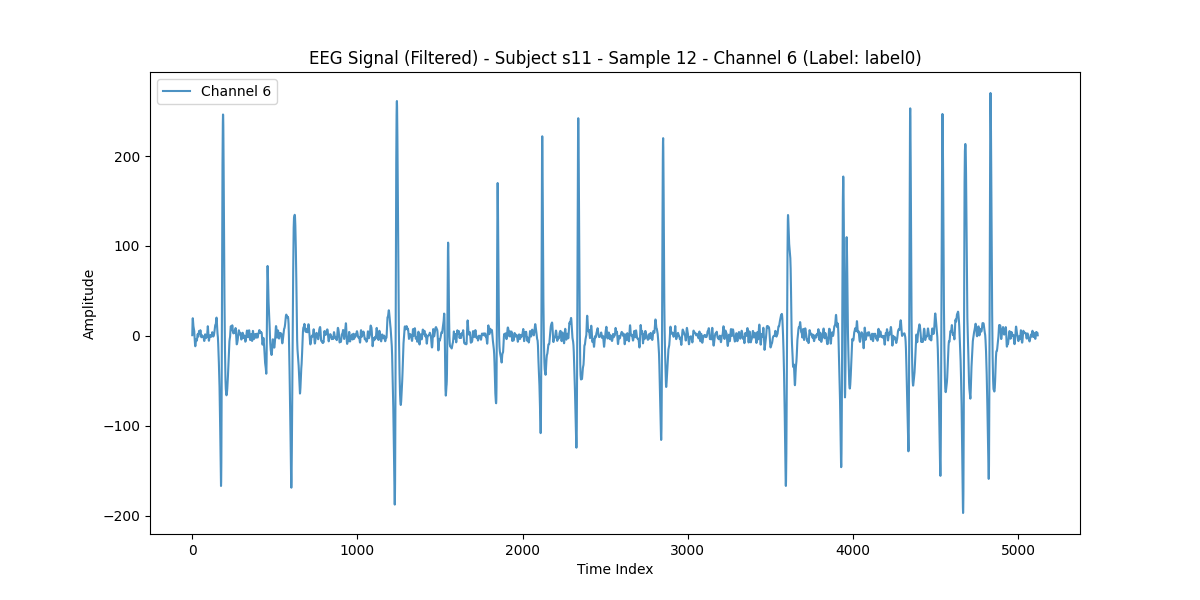 EEG Signal (Filtered) - Subject s11 - Sample 12 - Channel 6 (Label: label0)
Channel 6
Amplitude
200
100
0
−100
−200
0 1000 2000 3000 4000 5000
Time Index